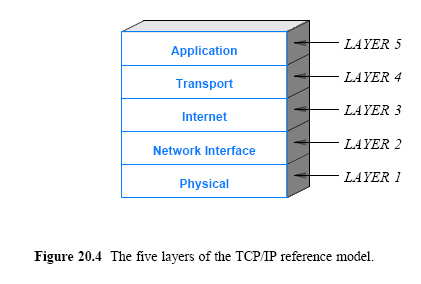 Application LAYER 5
Transport LAYER 4
Internet LAYER 3
Network Interface LAYER 2
Physical LAYER 1
Figure 20.4 The five layers of the TCP/IP reference model.